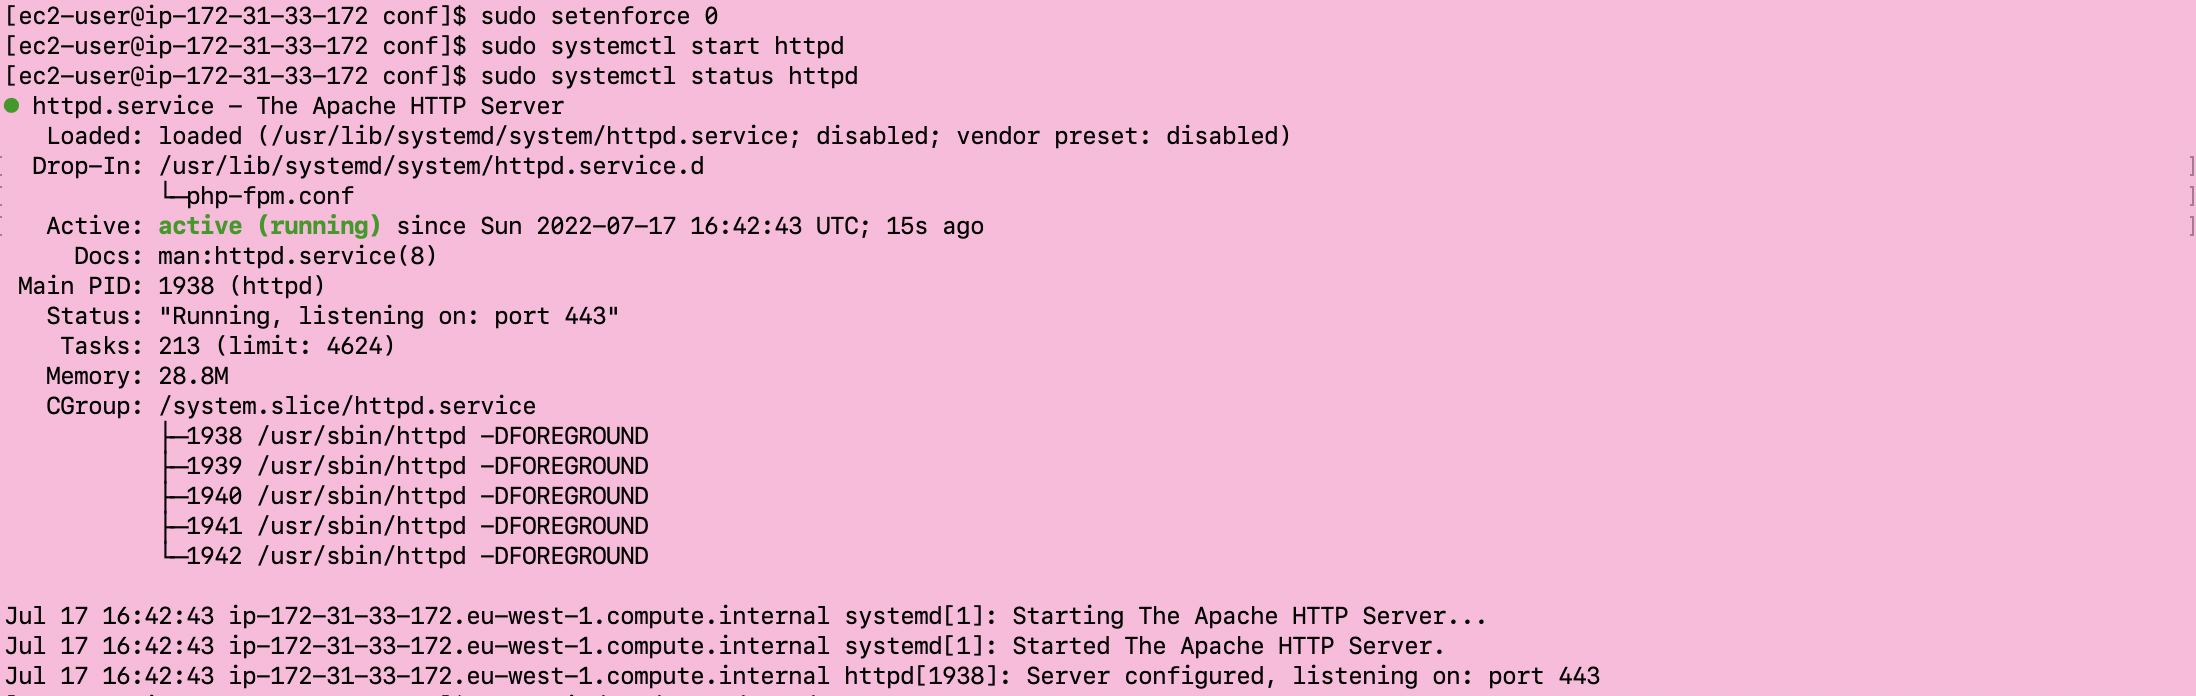 [ec2-user@ip-172-31-33-172 conf]$ sudo setenforce 0
[ec2-user@ip-172-31-33-172 conf]$ sudo systemctl start httpd
[ec2-user@ip-172-31-33-172 conf]$ sudo systemctl status httpd
● httpd.service - The Apache HTTP Server
   Loaded: loaded (/usr/lib/systemd/system/httpd.service; disabled; vendor preset: disabled)
  Drop-In: /usr/lib/systemd/system/httpd.service.d
           └─php-fpm.conf
   Active: active (running) since Sun 2022-07-17 16:42:43 UTC; 15s ago
     Docs: man:httpd.service(8)
 Main PID: 1938 (httpd)
   Status: "Running, listening on: port 443"
    Tasks: 213 (limit: 4624)
   Memory: 28.8M
   CGroup: /system.slice/httpd.service
           ├─1938 /usr/sbin/httpd -DFOREGROUND
           ├─1939 /usr/sbin/httpd -DFOREGROUND
           ├─1940 /usr/sbin/httpd -DFOREGROUND
           ├─1941 /usr/sbin/httpd -DFOREGROUND
           └─1942 /usr/sbin/httpd -DFOREGROUND
Jul 17 16:42:43 ip-172-31-33-172.eu-west-1.compute.internal systemd[1]: Starting The Apache HTTP Server...
Jul 17 16:42:43 ip-172-31-33-172.eu-west-1.compute.internal systemd[1]: Started The Apache HTTP Server.
Jul 17 16:42:43 ip-172-31-33-172.eu-west-1.compute.internal httpd[1938]: Server configured, listening on: port 443